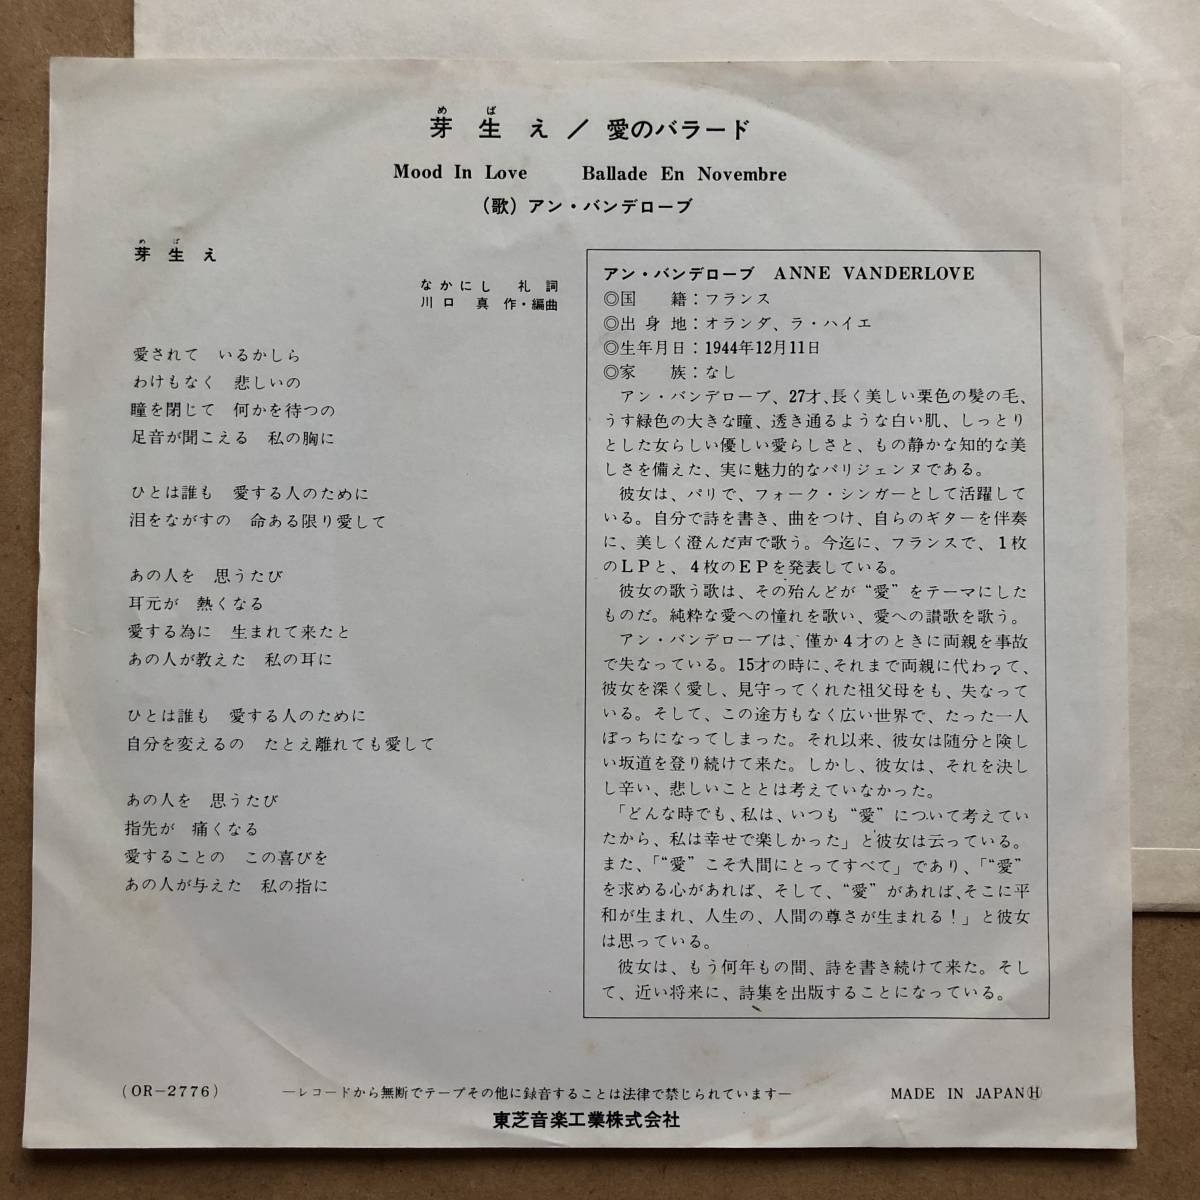 めば
芽生え／愛のバラード
Mood In Love　Ballade En Novembre
（歌）アン・バンデローブ
めば
芽生え
なかにし　礼　詞
川口　真　作・編曲
愛されて　いるかしら
わけもなく　悲しいの
瞳を閉じて　何かを待つの
足音が聞こえる　私の胸に
ひとは誰も　愛する人のために
泪をながすの　命ある限り愛して
あの人を　思うたび
耳元が　熱くなる
愛する為に　生まれて来たと
あの人が教えた　私の耳に
ひとは誰も　愛する人のために
自分を変えるの　たとえ離れても愛して
あの人を　思うたび
指先が　痛くなる
愛することの　この喜びを
あの人が与えた　私の指に
アン・バンデローブ　ANNE VANDERLOVE
◎国　　籍：フランス
◎出 身 地：オランダ、ラ・ハイエ
◎生年月日：1944年12月11日
◎家　　族：なし
　アン・バンデローブ、27才、長く美しい栗色の髪の毛、
うす緑色の大きな瞳、透き通るような白い肌、しっとり
とした女らしい優しい愛らしさと、もの静かな知的な美
しさを備えた、実に魅力的なパリジェンヌである。
　彼女は、パリで、フォーク・シンガーとして活躍して
いる。自分で詩を書き、曲をつけ、自らのギターを伴奏
に、美しく澄んだ声で歌う。今迄に、フランスで、1枚
のLPと、4枚のEPを発表している。
　彼女の歌う歌は、その殆んどが“愛”をテーマにした
ものだ。純粋な愛への憧れを歌い、愛への讃歌を歌う。
　アン・バンデローブは、僅か4才のときに両親を事故
で失なっている。15才の時に、それまで両親に代わって、
彼女を深く愛し、見守ってくれた祖父母をも、失なって
いる。そして、この途方もなく広い世界で、たった一人
ぼっちになってしまった。それ以来、彼女は随分と険し
い坂道を登り続けて来た。しかし、彼女は、それを決し
し辛い、悲しいこととは考えていなかった。
　「どんな時でも、私は、いつも“愛”について考えてい
たから、私は幸せで楽しかった」と彼女は云っている。
また、「“愛”こそ人間にとってすべて」であり、「“愛”
を求める心があれば、そして、“愛”があれば、そこに平
和が生まれ、人生の、人間の尊さが生まれる！」と彼女
は思っている。
　彼女は、もう何年もの間、詩を書き続けて来た。そし
て、近い将来に、詩集を出版することになっている。
（OR−2776）
―レコードから無断でテープその他に録音することは法律で禁じられています―
MADE IN JAPAN Ⓗ
東芝音楽工業株式会社